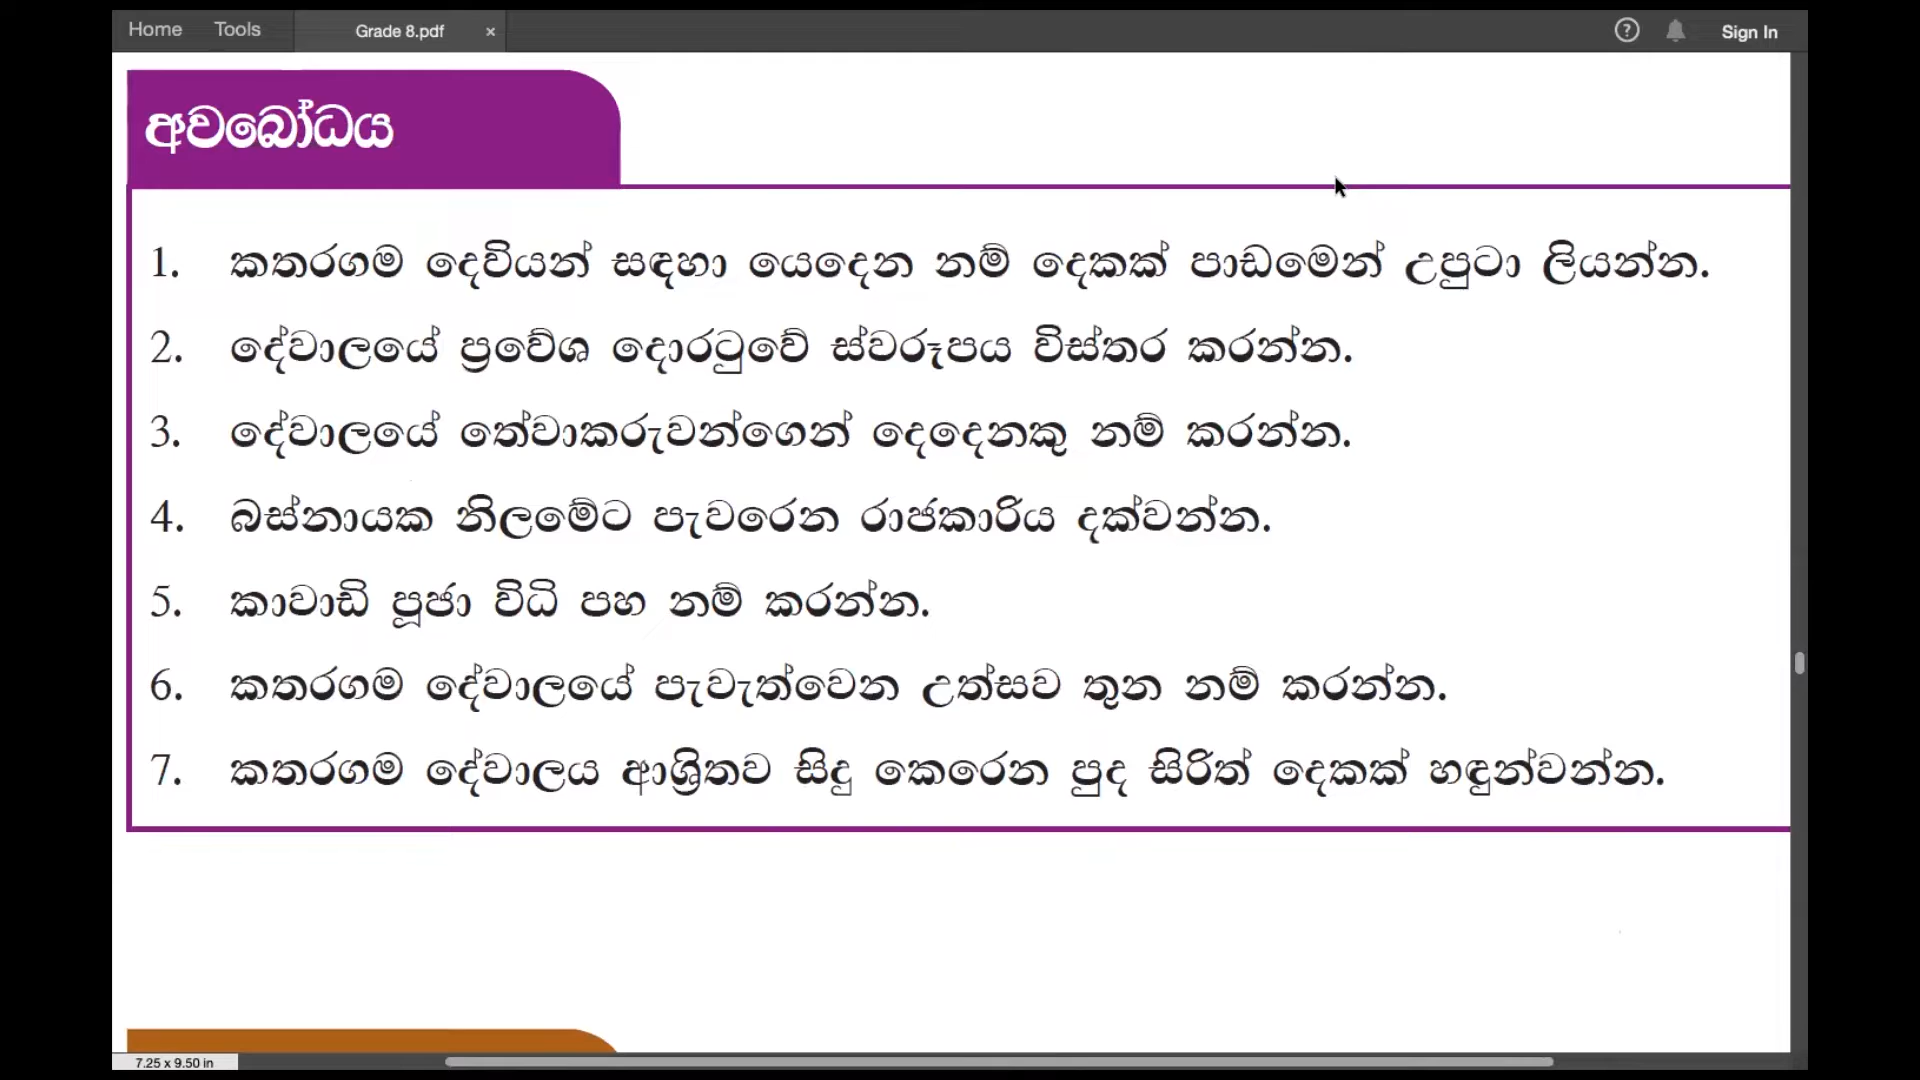 Home Tools Grade 8.pdf × ? Sign In
අවබෝධය
1. කතරගම දෙවියන් සඳහා යෙදෙන නම් දෙකක් පාඩමෙන් උපුටා ලියන්න.
2. දේවාලයේ ප්‍රවේශ දොරටුවේ ස්වරූපය විස්තර කරන්න.
3. දේවාලයේ තේවාකරුවන්ගෙන් දෙදෙනකු නම් කරන්න.
4. බස්නායක නිලමේට පැවරෙන රාජකාරිය දක්වන්න.
5. කාවාඩි පූජා විධි පහ නම් කරන්න.
6. කතරගම දේවාලයේ පැවැත්වෙන උත්සව තුන නම් කරන්න.
7. කතරගම දේවාලය ආශ්‍රිතව සිදු කෙරෙන පුද සිරිත් දෙකක් හඳුන්වන්න.
7.25 x 9.50 in